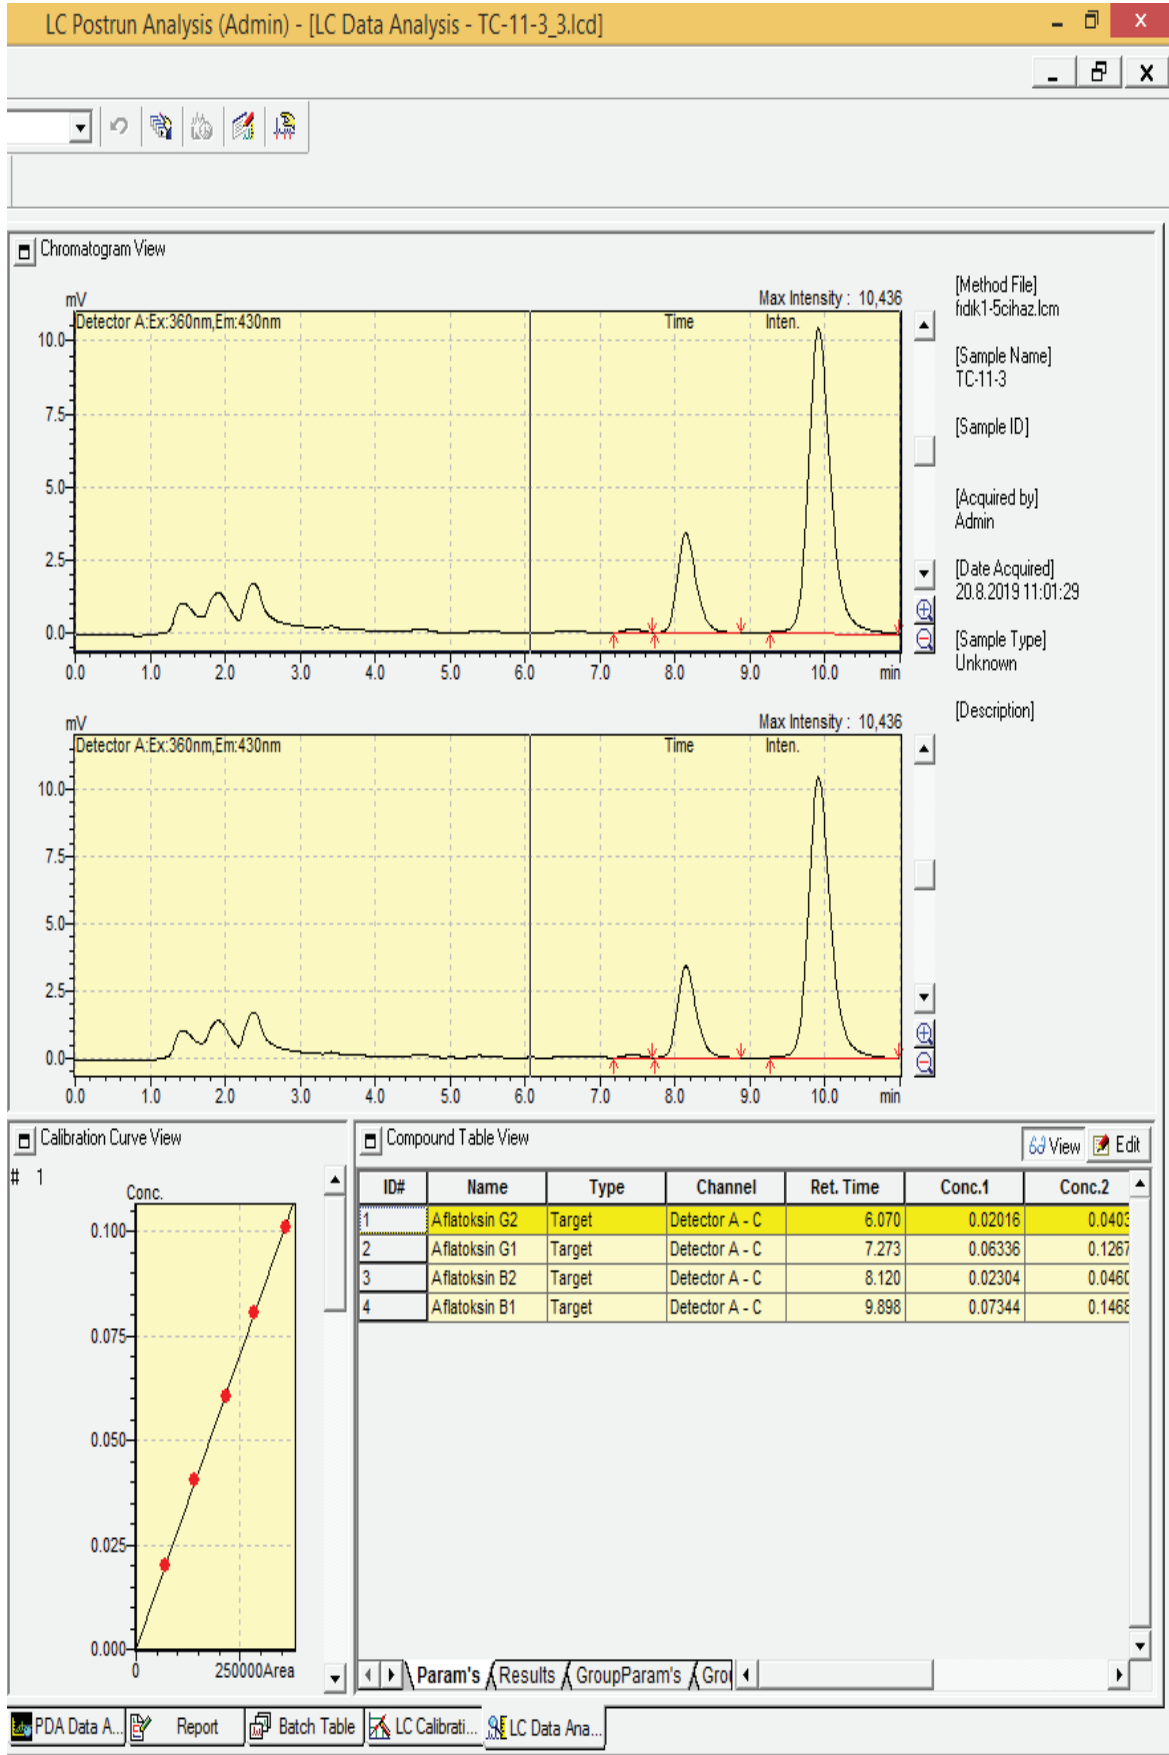 LC Postrun Analysis (Admin) - [LC Data Analysis - TC-11-3_3.lcd]
Chromatogram View
mV
Max Intensity : 10,436
Detector A:Ex:360nm,Em:430nm
Time Inten.
10.0
7.5
5.0
2.5
0.0
0.0 1.0 2.0 3.0 4.0 5.0 6.0 7.0 8.0 9.0 10.0 min
[Method File]
fidik1-5cihaz.lcm
[Sample Name]
TC-11-3
[Sample ID]
[Acquired by]
Admin
[Date Acquired]
20.8.2019 11:01:29
[Sample Type]
Unknown
[Description]
mV
Max Intensity : 10,436
Detector A:Ex:360nm,Em:430nm
Time Inten.
10.0
7.5
5.0
2.5
0.0
0.0 1.0 2.0 3.0 4.0 5.0 6.0 7.0 8.0 9.0 10.0 min
Calibration Curve View
# 1
Conc.
0.100
0.075
0.050
0.025
0.000
0 250000 Area
Compound Table View
View Edit
ID# Name Type Channel Ret. Time Conc.1 Conc.2
1 Aflatoksin G2 Target Detector A - C 6.070 0.02016 0.0403
2 Aflatoksin G1 Target Detector A - C 7.273 0.06336 0.1267
3 Aflatoksin B2 Target Detector A - C 8.120 0.02304 0.0460
4 Aflatoksin B1 Target Detector A - C 9.898 0.07344 0.1468
Param's Results GroupParam's Grou
PDA Data A... Report Batch Table LC Calibrati... LC Data Ana...